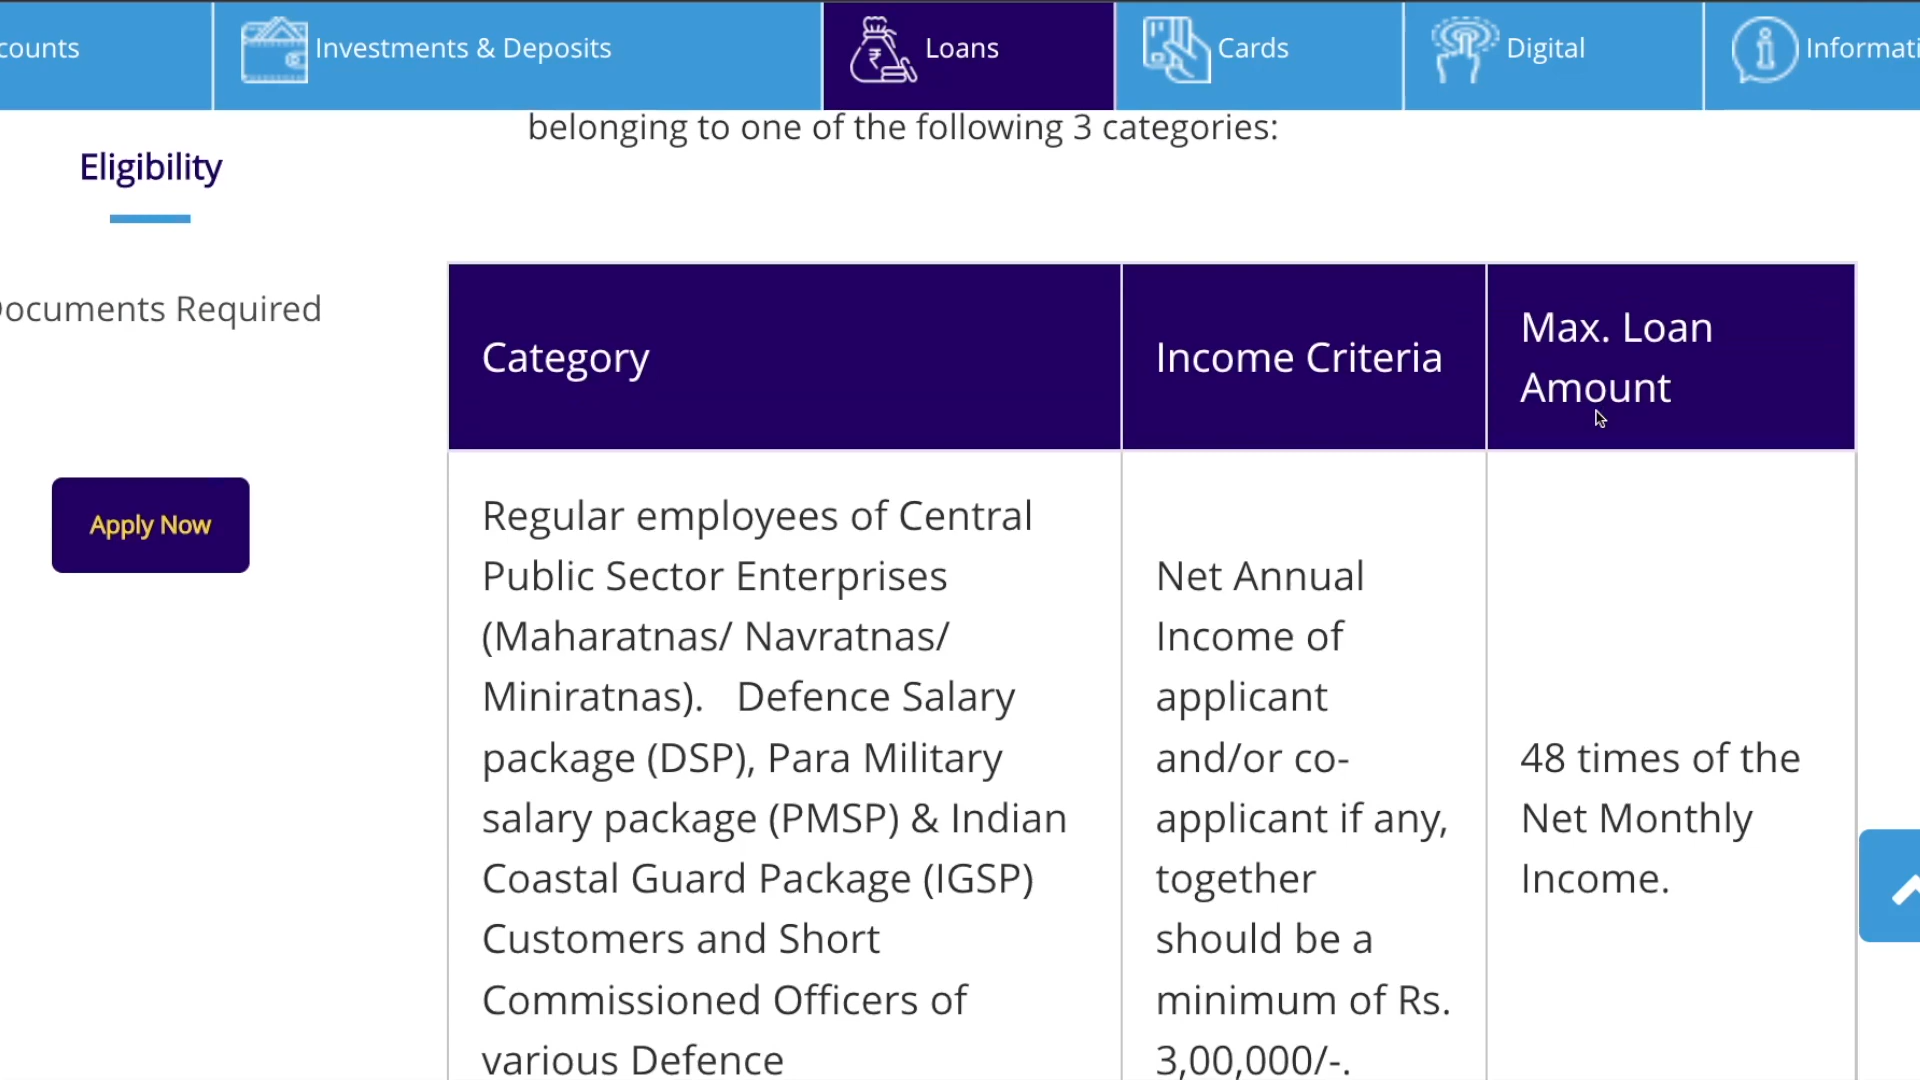 counts
Investments & Deposits
Loans
Cards
Digital
Informati
belonging to one of the following 3 categories:
Eligibility
Documents Required
Apply Now
Category
Income Criteria
Max. Loan
Amount
Regular employees of Central
Public Sector Enterprises
(Maharatnas/ Navratnas/
Miniratnas).   Defence Salary
package (DSP), Para Military
salary package (PMSP) & Indian
Coastal Guard Package (IGSP)
Customers and Short
Commissioned Officers of
various Defence
Net Annual
Income of
applicant
and/or co-
applicant if any,
together
should be a
minimum of Rs.
3,00,000/-.
48 times of the
Net Monthly
Income.